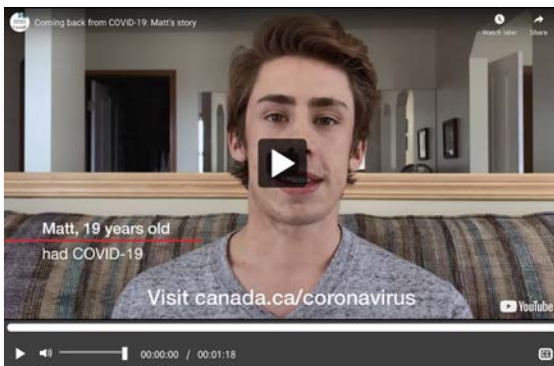 Coming back from COVID-19: Matt's story
Watch later
Share
Matt, 19 years old
had COVID-19
Visit canada.ca/coronavirus
YouTube
00:00:00 / 00:01:18
CC